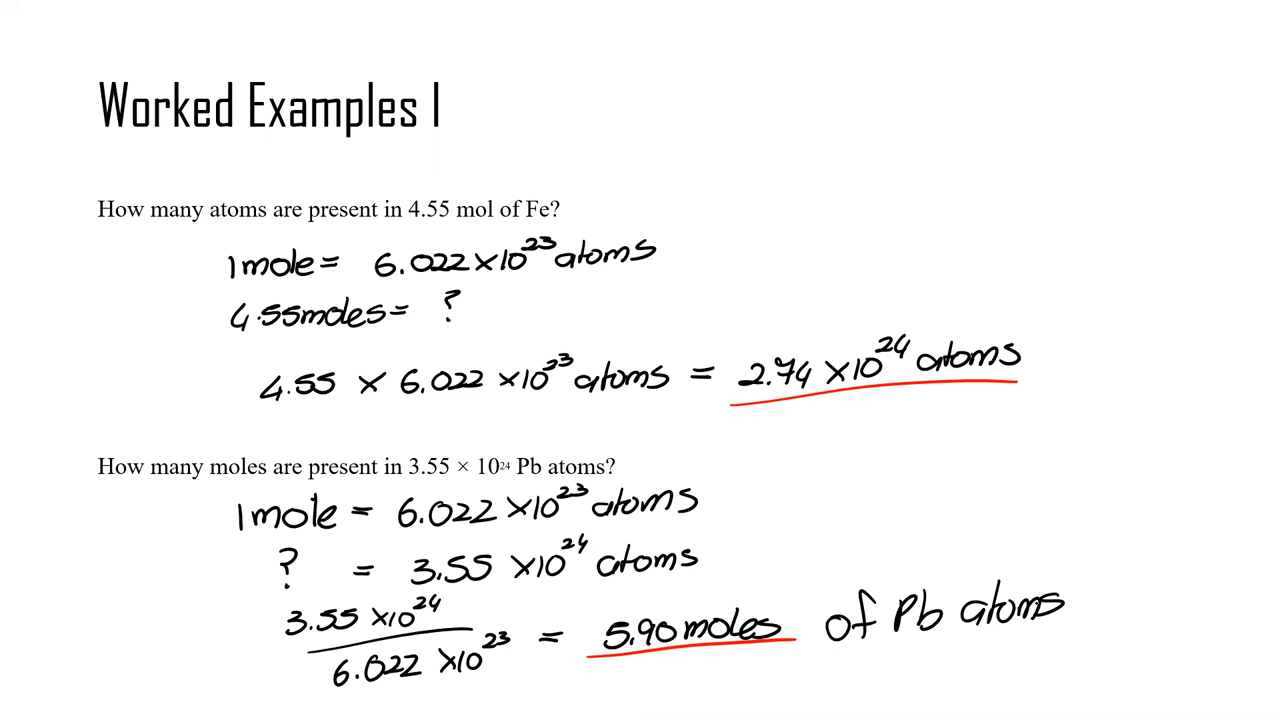 Worked Examples I
How many atoms are present in 4.55 mol of Fe?
1mole = 6.022 ×10²³ atoms
4.55moles = ?
4.55 × 6.022 ×10²³ atoms = 2.74 ×10²⁴ atoms
How many moles are present in 3.55 × 10²⁴ Pb atoms?
1mole = 6.022 ×10²³ atoms
? = 3.55 ×10²⁴ atoms
3.55 ×10²⁴
6.022 ×10²³ = 5.90 moles of Pb atoms